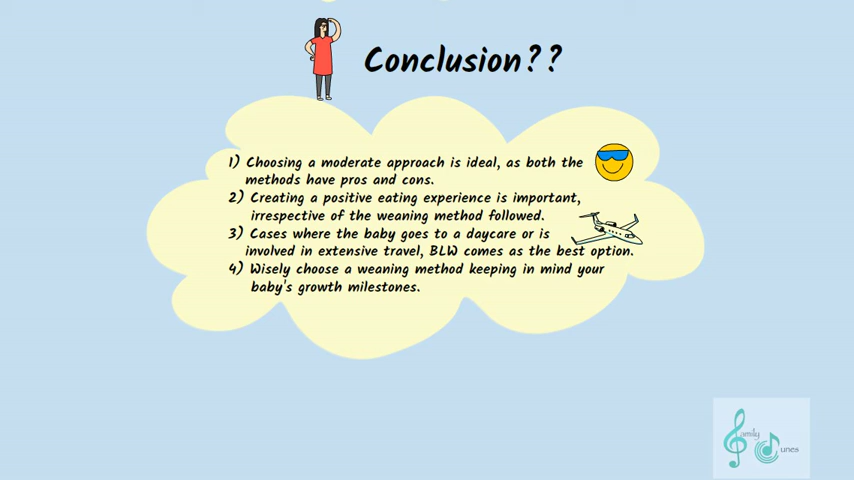 Conclusion??
1) Choosing a moderate approach is ideal, as both the
methods have pros and cons.
2) Creating a positive eating experience is important,
irrespective of the weaning method followed.
3) Cases where the baby goes to a daycare or is
involved in extensive travel, BLW comes as the best option.
4) Wisely choose a weaning method keeping in mind your
baby's growth milestones.
amily
unes